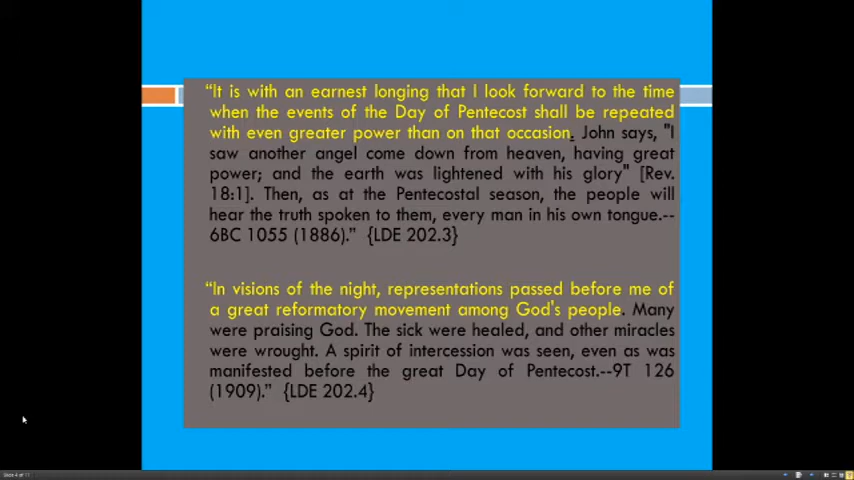 “It is with an earnest longing that I look forward to the time
when the events of the Day of Pentecost shall be repeated
with even greater power than on that occasion. John says, "I
saw another angel come down from heaven, having great
power; and the earth was lightened with his glory" [Rev.
18:1]. Then, as at the Pentecostal season, the people will
hear the truth spoken to them, every man in his own tongue.--
6BC 1055 (1886).” {LDE 202.3}
“In visions of the night, representations passed before me of
a great reformatory movement among God's people. Many
were praising God. The sick were healed, and other miracles
were wrought. A spirit of intercession was seen, even as was
manifested before the great Day of Pentecost.--9T 126
(1909).” {LDE 202.4}
Slide 4 of 11